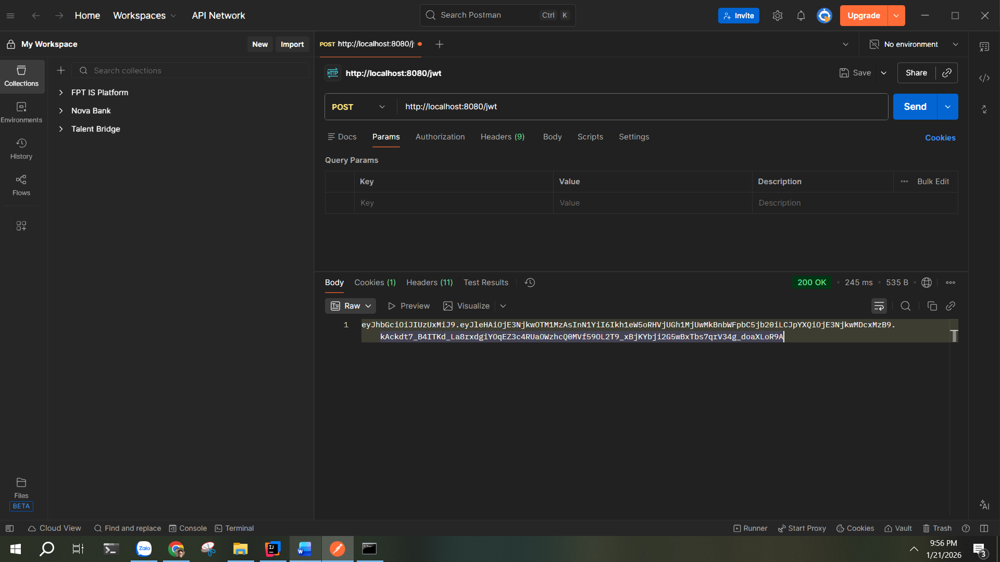 Home
Workspaces
API Network
Search Postman
Ctrl
K
Invite
Upgrade
My Workspace
New
Import
POST http://localhost:8080/j
No environment
Collections
Search collections
FPT IS Platform
Nova Bank
Talent Bridge
Environments
History
Flows
Files
BETA
HTTP
http://localhost:8080/jwt
Save
Share
POST
http://localhost:8080/jwt
Send
Docs
Params
Authorization
Headers (9)
Body
Scripts
Settings
Cookies
Query Params
Key
Value
Description
Bulk Edit
Key
Value
Description
Body
Cookies (1)
Headers (11)
Test Results
200 OK
245 ms
535 B
Raw
Preview
Visualize
1
eyJhbGciOiJIUzUxMiJ9.eyJleHAiOjE3NjkwOTM1MzAsInN1YiI6Ikh1eW5oRHVjUGh1MjUwMkBnbWFpbC5jb20iLCJpYXQiOjE3NjkwMDcxMzB9.
kAckdt7_B4ITKd_La8rxdgiYOqEZ3c4RUaOWzhcQ0MVf59OL2T9_xBjKYbji2G5wBxTbs7qrV34g_doaXLoR9A
Cloud View
Find and replace
Console
Terminal
Runner
Start Proxy
Cookies
Vault
Trash
Zalo
9:56 PM
1/21/2026
3